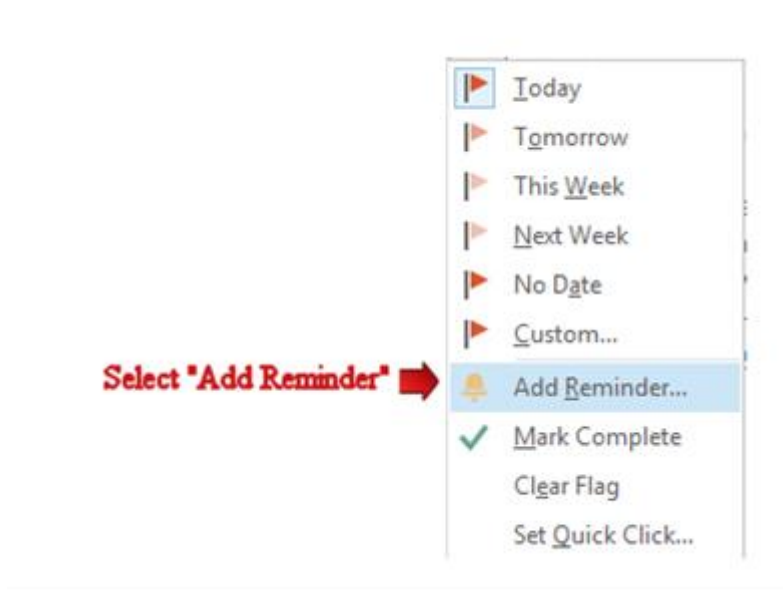 Today
Tomorrow
This Week
Next Week
No Date
Custom...
Select "Add Reminder"
Add Reminder...
Mark Complete
Clear Flag
Set Quick Click...